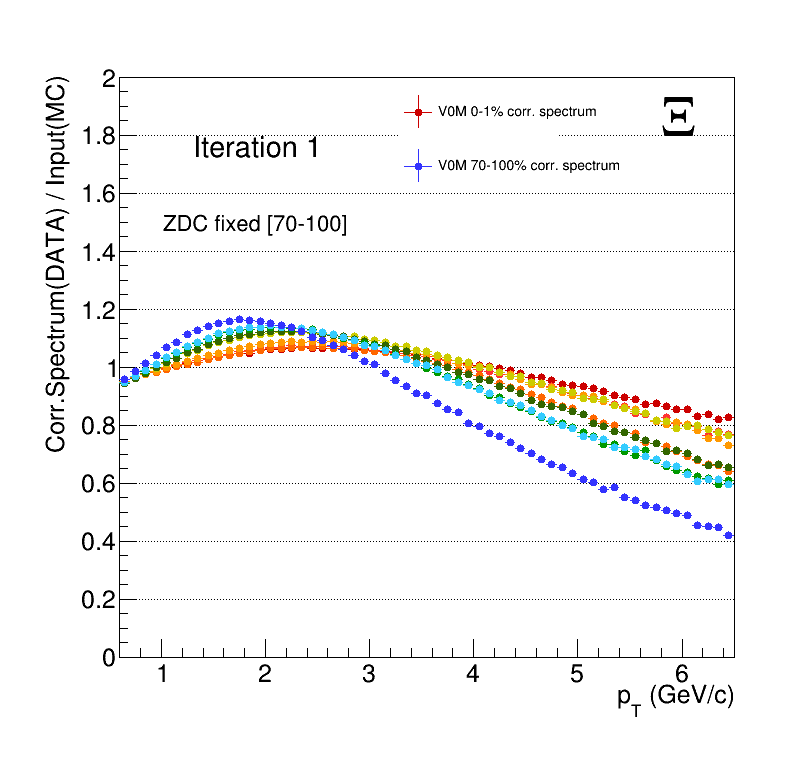 Corr.Spectrum(DATA) / Input(MC)
2
1.8
1.6
1.4
1.2
1
0.8
0.6
0.4
0.2
0
V0M 0-1% corr. spectrum
Ξ
Iteration 1
V0M 70-100% corr. spectrum
ZDC fixed [70-100]
1 2 3 4 5 6
p_T (GeV/c)